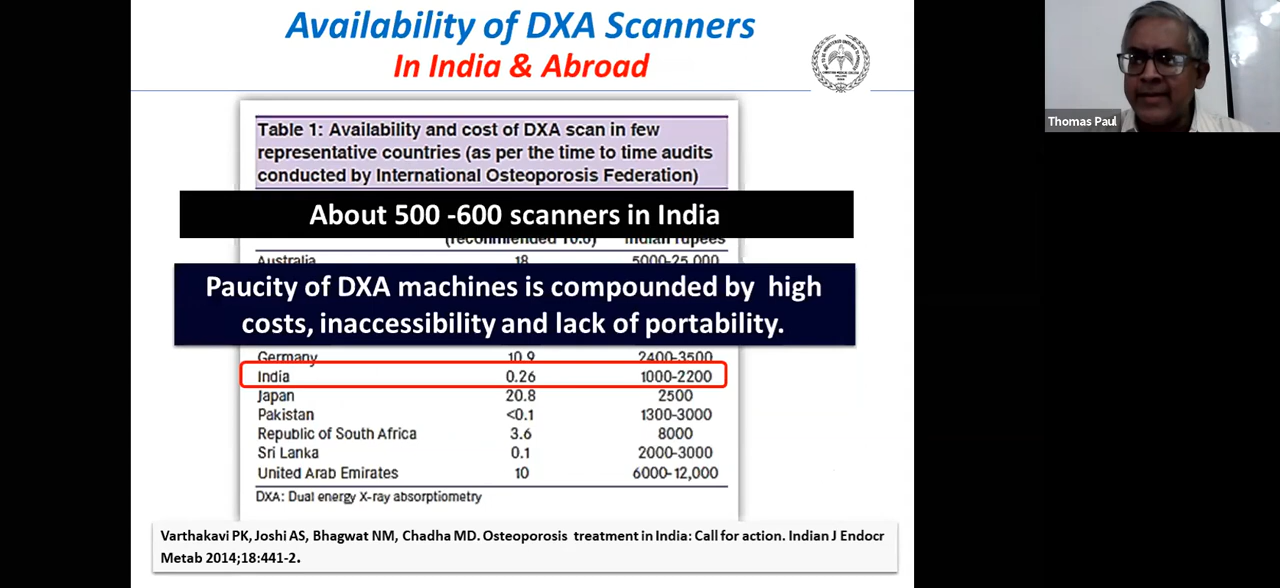 Availability of DXA Scanners
In India & Abroad
Thomas Paul
Table 1: Availability and cost of DXA scan in few
representative countries (as per the time to time audits
conducted by International Osteoporosis Federation)
About 500 -600 scanners in India
(recommended 10.6) Indian rupees
Australia 18 5000-25,000
Paucity of DXA machines is compounded by high
costs, inaccessibility and lack of portability.
Germany 10.9 2400-3500
India 0.26 1000-2200
Japan 20.8 2500
Pakistan <0.1 1300-3000
Republic of South Africa 3.6 8000
Sri Lanka 0.1 2000-3000
United Arab Emirates 10 6000-12,000
DXA: Dual energy X-ray absorptiometry
Varthakavi PK, Joshi AS, Bhagwat NM, Chadha MD. Osteoporosis treatment in India: Call for action. Indian J Endocr
Metab 2014;18:441-2.